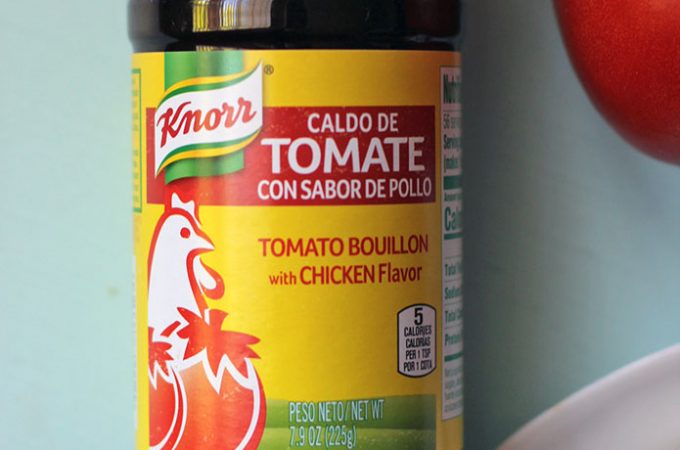 Knorr®
CALDO DE
TOMATE
CON SABOR DE POLLO
TOMATO BOUILLON
with CHICKEN Flavor
5
CALORIES
CALORÍAS
PER 1 TSP
POR 1 CDTA
PESO NETO/NET WT
7.9 OZ (225g)